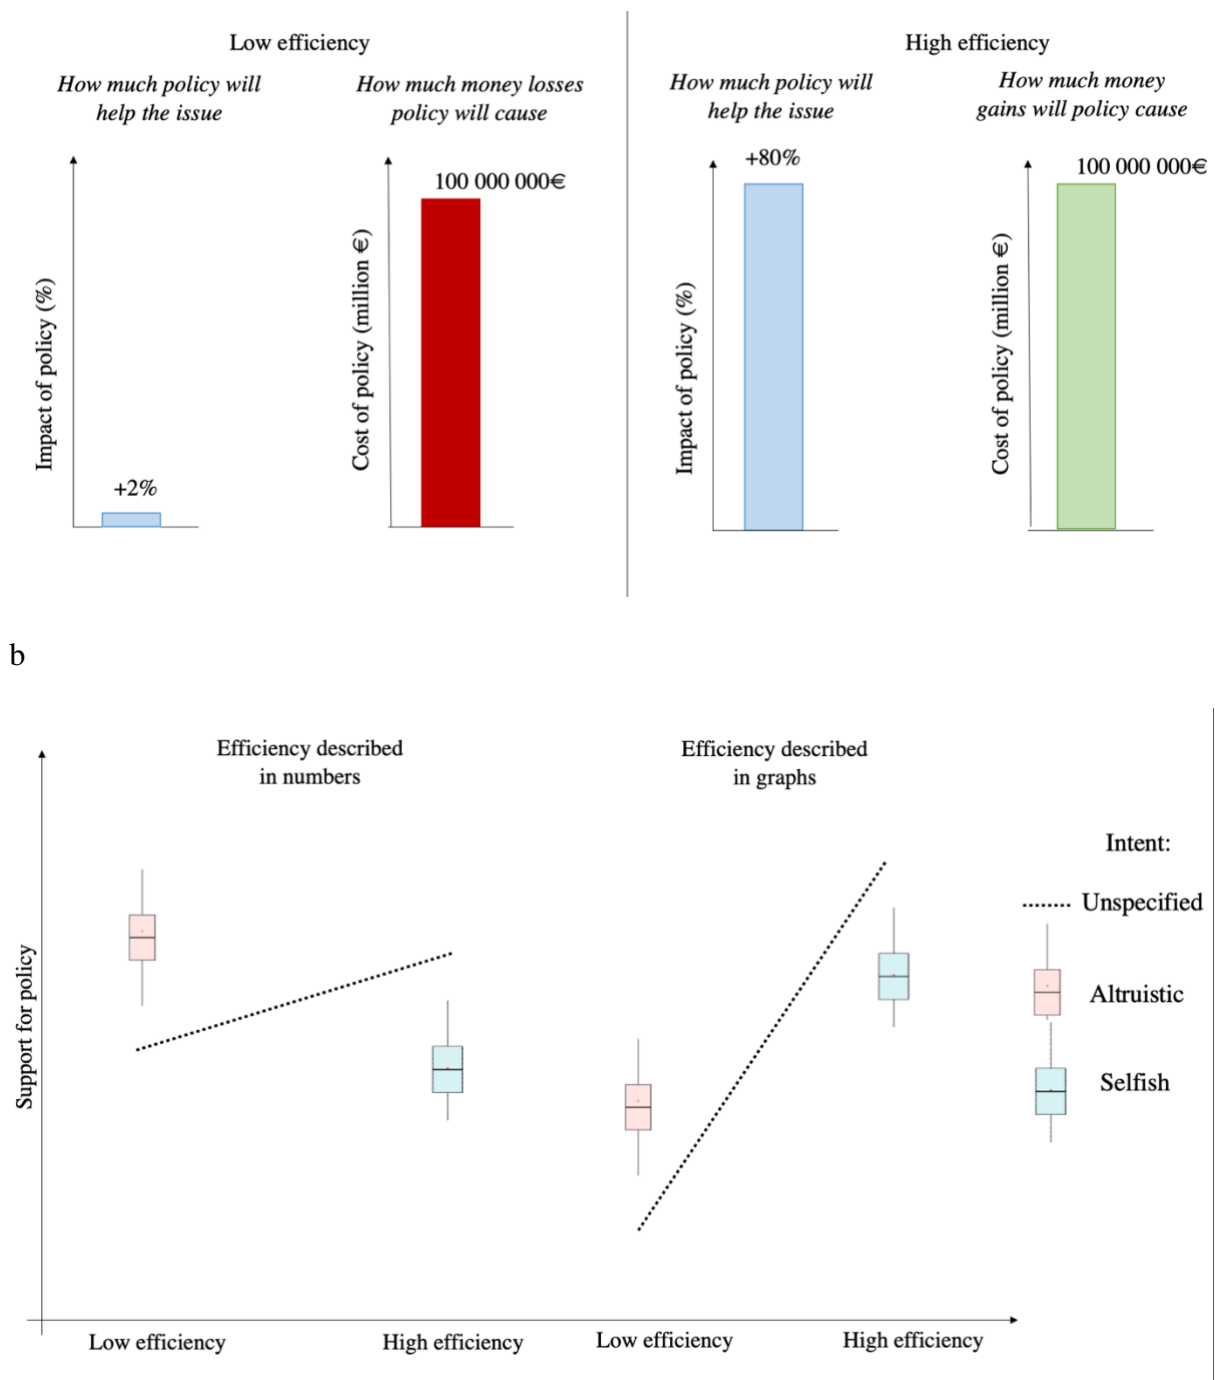 Low efficiency
How much policy will
help the issue
How much money losses
policy will cause
Impact of policy (%)
+2%
Cost of policy (million €)
100 000 000€
High efficiency
How much policy will
help the issue
How much money
gains will policy cause
Impact of policy (%)
+80%
Cost of policy (million €)
100 000 000€
b
Support for policy
Efficiency described
in numbers
Efficiency described
in graphs
Intent:
Unspecified
Altruistic
Selfish
Low efficiency
High efficiency
Low efficiency
High efficiency